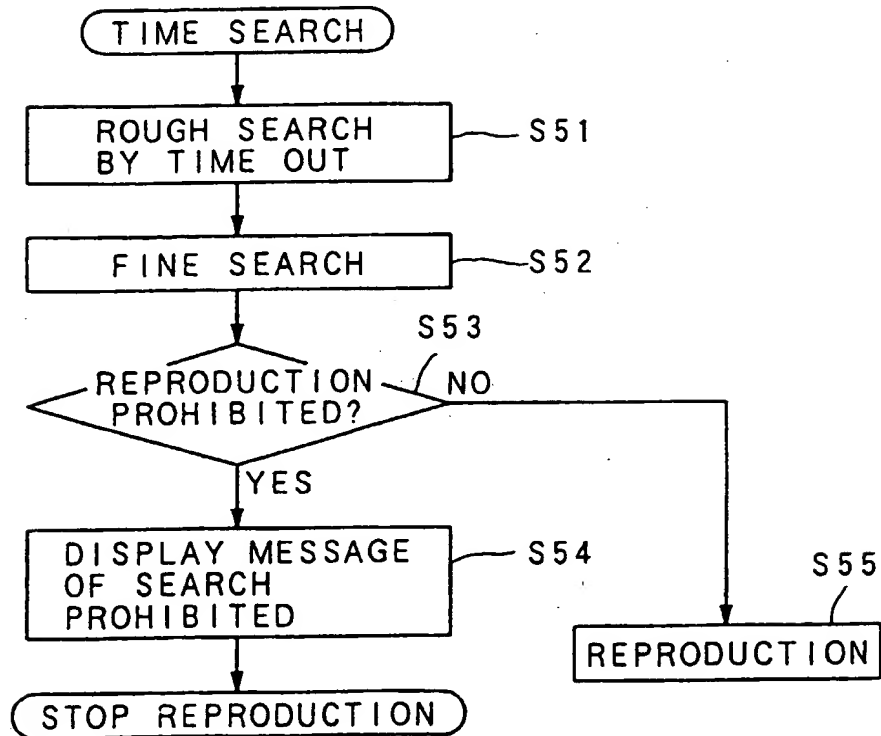 TIME SEARCH
ROUGH SEARCH
BY TIME OUT
S51
FINE SEARCH
S52
S53
REPRODUCTION
PROHIBITED?
NO
YES
DISPLAY MESSAGE
OF SEARCH
PROHIBITED
S54
S55
REPRODUCTION
STOP REPRODUCTION